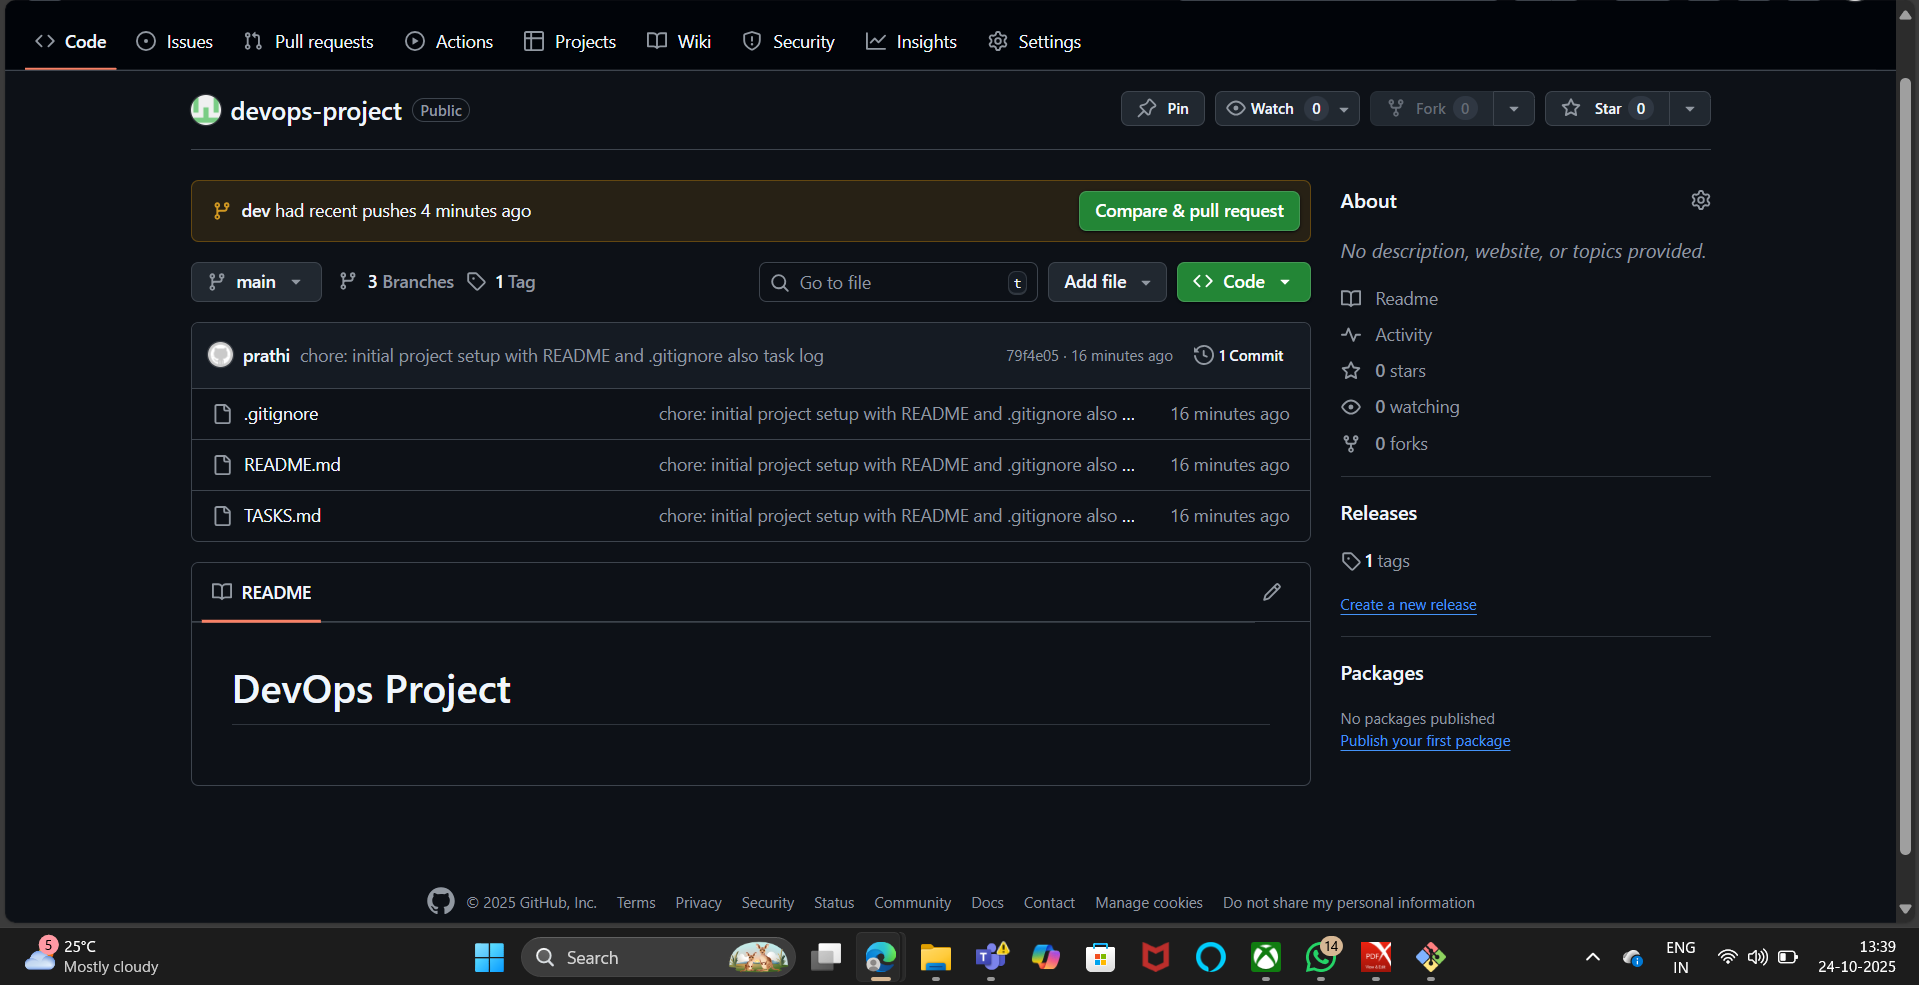 Code Issues Pull requests Actions Projects Wiki Security Insights Settings
devops-project Public
Pin Watch 0 Fork 0 Star 0
dev had recent pushes 4 minutes ago Compare & pull request
main 3 Branches 1 Tag Go to file t Add file Code
prathi chore: initial project setup with README and .gitignore also task log 79f4e05 · 16 minutes ago 1 Commit
.gitignore chore: initial project setup with README and .gitignore also ... 16 minutes ago
README.md chore: initial project setup with README and .gitignore also ... 16 minutes ago
TASKS.md chore: initial project setup with README and .gitignore also ... 16 minutes ago
README
DevOps Project
About
No description, website, or topics provided.
Readme
Activity
0 stars
0 watching
0 forks
Releases
1 tags
Create a new release
Packages
No packages published
Publish your first package
© 2025 GitHub, Inc. Terms Privacy Security Status Community Docs Contact Manage cookies Do not share my personal information
5
25°C
Mostly cloudy
Search
T
PDF
14
ENG
IN
13:39
24-10-2025